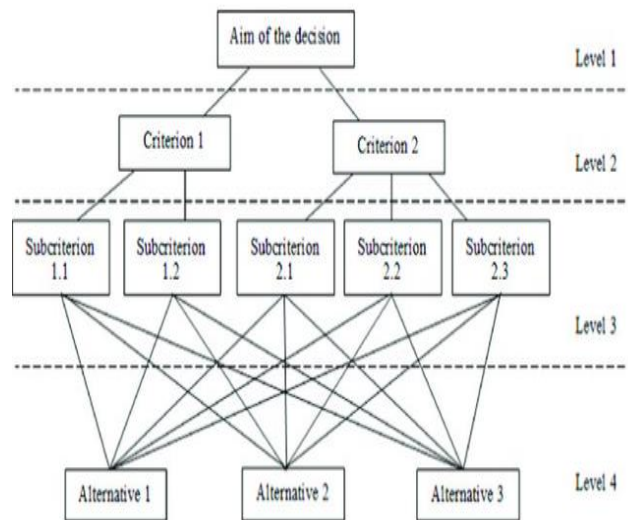 Aim of the decision
Level 1
Criterion 1
Criterion 2
Level 2
Subcriterion
1.1
Subcriterion
1.2
Subcriterion
2.1
Subcriterion
2.2
Subcriterion
2.3
Level 3
Alternative 1
Alternative 2
Alternative 3
Level 4